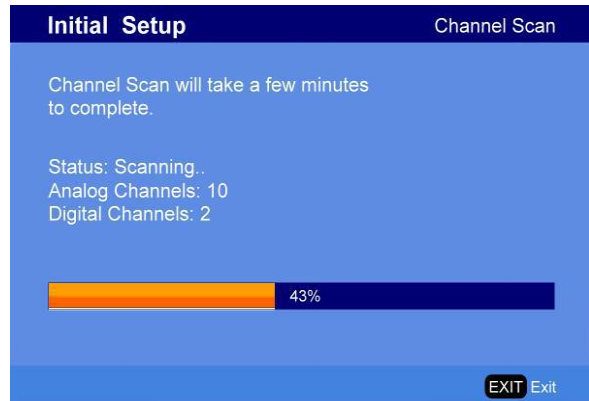 Initial Setup
Channel Scan
Channel Scan will take a few minutes
to complete.
Status: Scanning..
Analog Channels: 10
Digital Channels: 2
43%
EXIT Exit